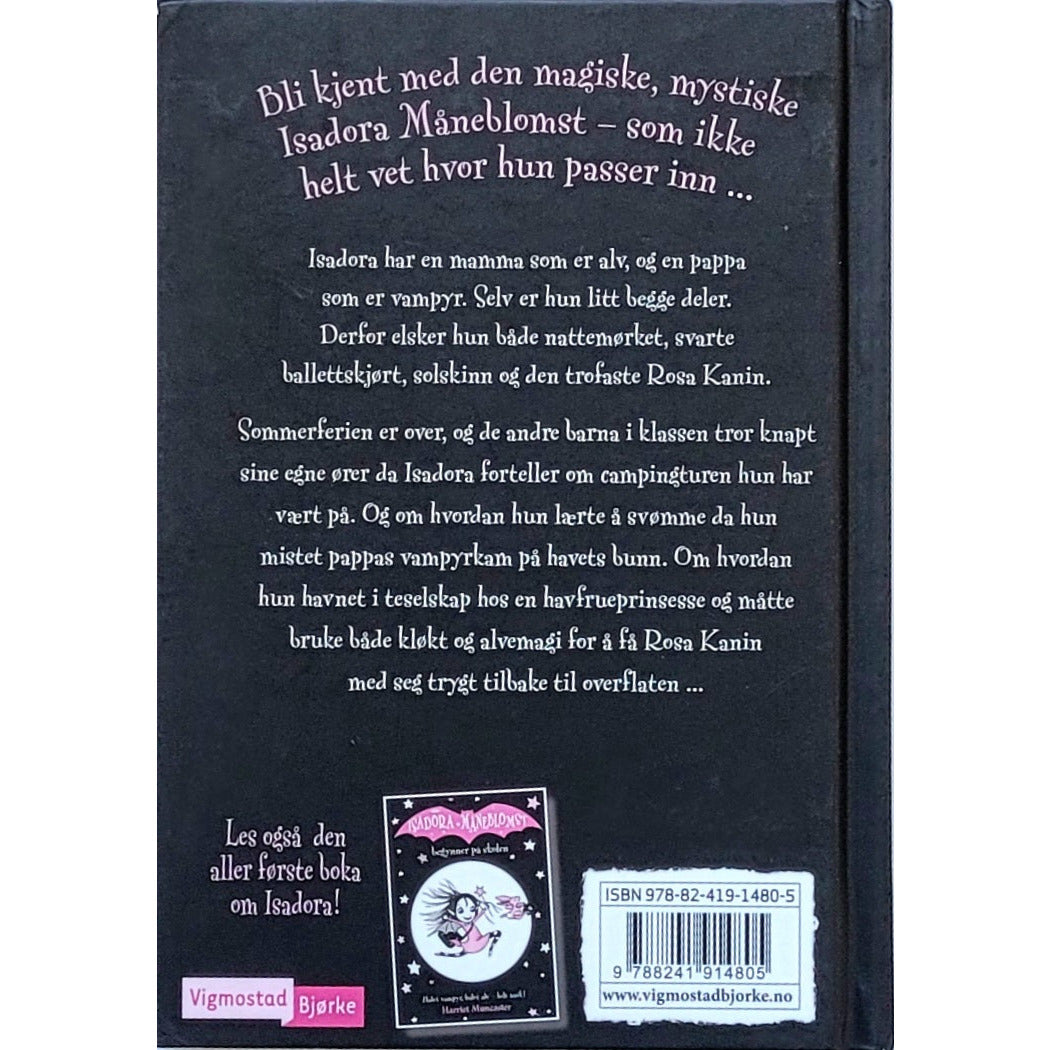 Bli kjent med den magiske, mystiske
Isadora Måneblomst – som ikke
helt vet hvor hun passer inn ...
Isadora har en mamma som er alv, og en pappa
som er vampyr. Selv er hun litt begge deler.
Derfor elsker hun både nattemørket, svarte
ballettskjørt, solskinn og den trofaste Rosa Kanin.
Sommerferien er over, og de andre barna i klassen tror knapt
sine egne ører da Isadora forteller om campingturen hun har
vært på. Og om hvordan hun lærte å svømme da hun
mistet pappas vampyrkam på havets bunn. Om hvordan
hun havnet i teselskap hos en havfrueprinsesse og måtte
bruke både kløkt og alvemagi for å få Rosa Kanin
med seg trygt tilbake til overflaten ...
Les også den
aller første boka
om Isadora!
ISADORA MÅNEBLOMST
begynner på skolen
Halvt vampyr, halvt alv – helt unik!
Harriet Muncaster
Vigmostad Bjørke
ISBN 978-82-419-1480-5
9 788241 914805
www.vigmostadbjorke.no